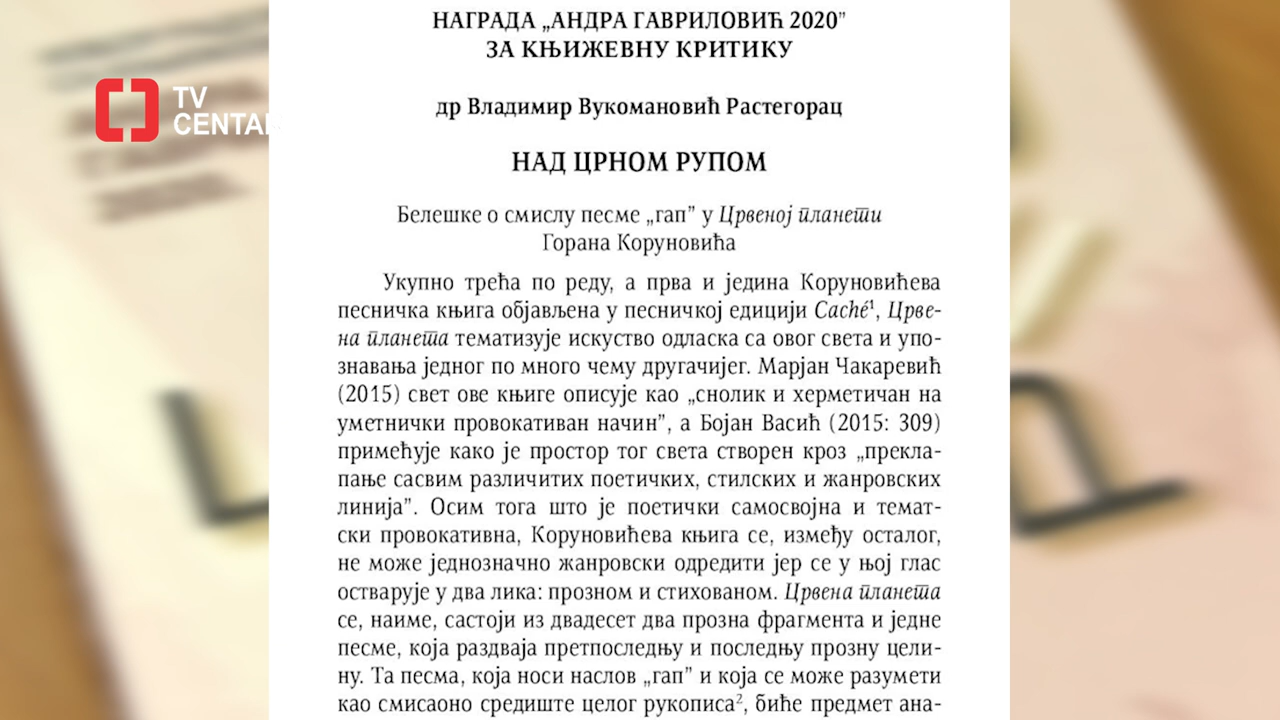 TV
CENTAR
НАГРАДА „АНДРА ГАВРИЛОВИЋ 2020”
ЗА КЊИЖЕВНУ КРИТИКУ
др Владимир Вукомановић Растегорац
НАД ЦРНОМ РУПОМ
Белешке о смислу песме „гап” у Црвеној планети
Горана Коруновића
Укупно трећа по реду, а прва и једина Коруновићева
песничка књига објављена у песничкој едицији Caché¹, Црве-
на планета тематизује искуство одласка са овог света и упо-
знавања једног по много чему другачијег. Марјан Чакаревић
(2015) свет ове књиге описује као „снолик и херметичан на
уметнички провокативан начин”, а Бојан Васић (2015: 309)
примећује како је простор тог света створен кроз „прекла-
пање сасвим различитих поетичких, стилских и жанровских
линија”. Осим тога што је поетички самосвојна и темат-
ски провокативна, Коруновићева књига се, између осталог,
не може једнозначно жанровски одредити јер се у њој глас
остварује у два лика: прозном и стихованом. Црвена планета
се, наиме, састоји из двадесет два прозна фрагмента и једне
песме, која раздваја претпоследњу и последњу прозну цели-
ну. Та песма, која носи наслов „гап” и која се може разумети
као смисаоно средиште целог рукописа², биће предмет ана-